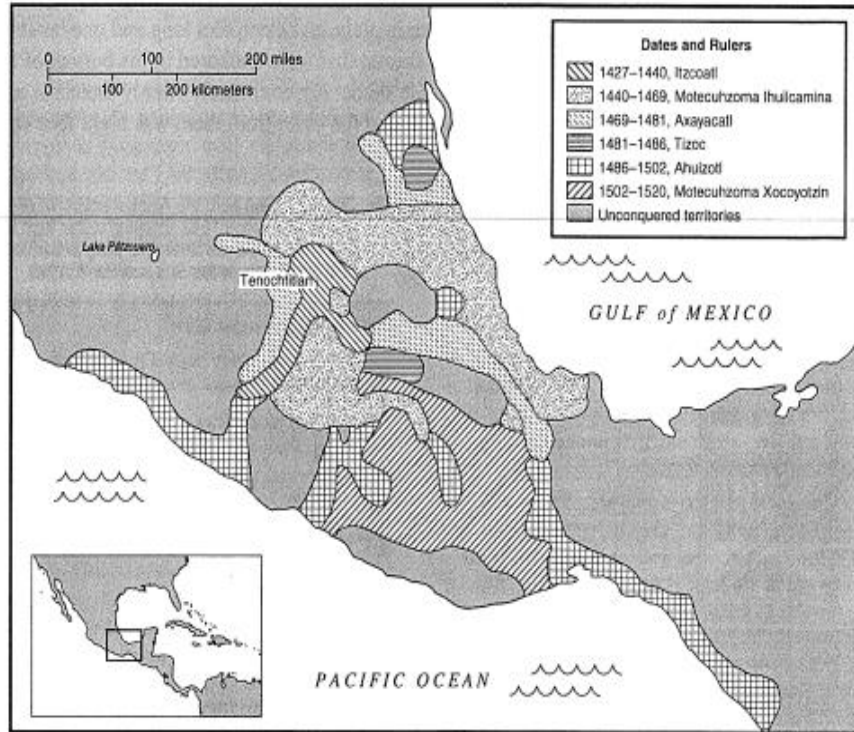 0 100 200 miles
0 100 200 kilometers
Dates and Rulers
1427–1440, Itzcoatl
1440–1469, Motecuhzoma Ihuilcamina
1469–1481, Axayacatl
1481–1486, Tizoc
1486–1502, Ahuizotl
1502–1520, Motecuhzoma Xocoyotzin
Unconquered territories
Lake Pátzcuaro
Tenochtitlan
GULF of MEXICO
PACIFIC OCEAN